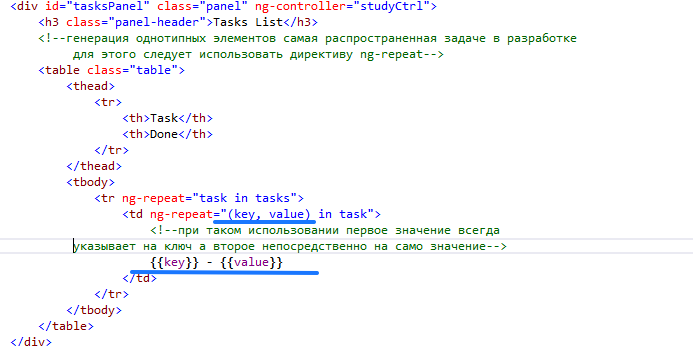 <div id="tasksPanel" class="panel" ng-controller="studyCtrl">
<h3 class="panel-header">Tasks List</h3>
<!--генерация однотипных элементов самая распространенная задаче в разработке
для этого следует использовать директиву ng-repeat-->
<table class="table">
<thead>
<tr>
<th>Task</th>
<th>Done</th>
</tr>
</thead>
<tbody>
<tr ng-repeat="task in tasks">
<td ng-repeat="(key, value) in task">
<!--при таком использовании первое значение всегда
указывает на ключ а второе непосредственно на само значение-->
{{key}} - {{value}}
</td>
</tr>
</tbody>
</table>
</div>